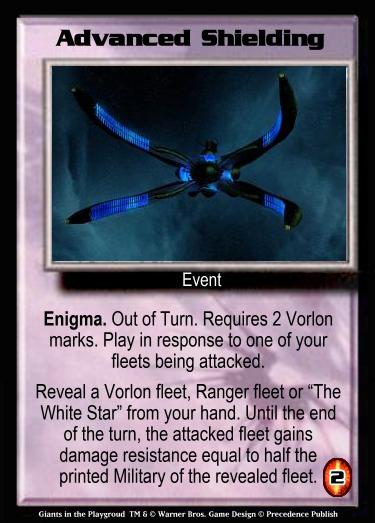 Advanced Shielding
Event
Enigma. Out of Turn. Requires 2 Vorlon
marks. Play in response to one of your
fleets being attacked.
Reveal a Vorlon fleet, Ranger fleet or “The
White Star” from your hand. Until the end
of the turn, the attacked fleet gains
damage resistance equal to half the
printed Military of the revealed fleet.
2
Giants in the Playgroud TM & © Warner Bros. Game Design © Precedence Publish